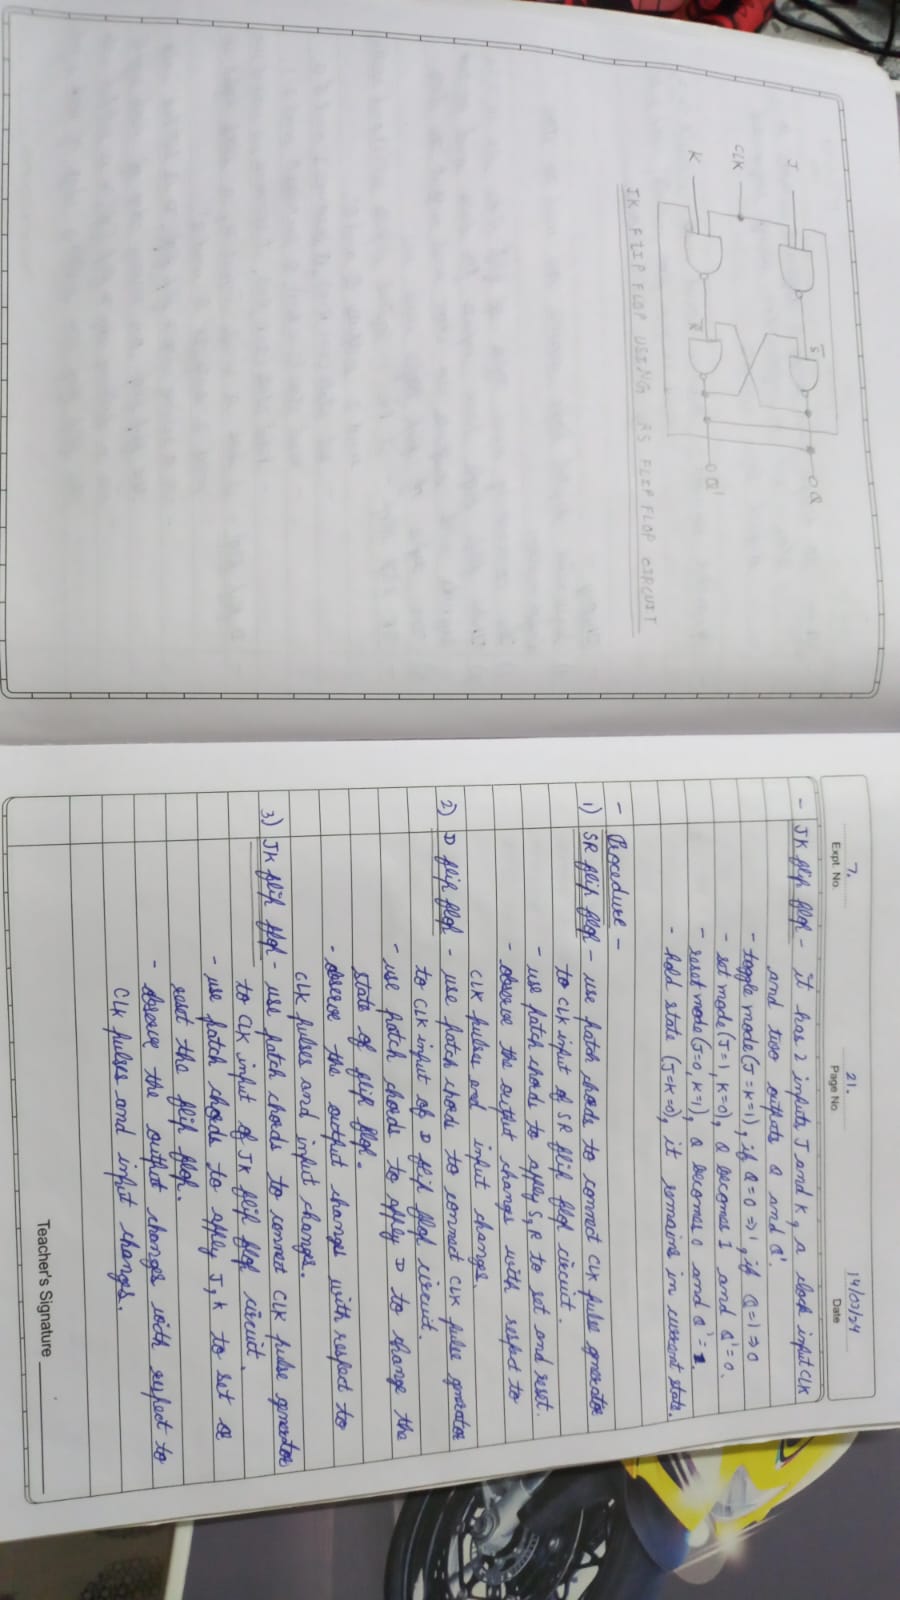 J
CLK
K
S̅
R̅
Q
Q'
JK FLIP FLOP USING RS FLIP FLOP CIRCUIT
7.
Expt. No.
21.
Page No
14/03/24
Date
- JK flip flop - it has 2 inputs J and K, a clock input CLK
and two outputs Q and Q'.
- toggle mode (J=K=1), if Q=0 => 1, if Q=1 => 0
- set mode (J=1, K=0), Q becomes 1 and Q'=0.
- reset mode (J=0, K=1), Q becomes 0 and Q'=1.
- hold state (J=K=0), it remains in current state.
- Procedure -
1) SR flip flop - use patch chords to connect CLK pulse generator
to CLK input of SR flip flop circuit.
- use patch chords to apply S, R to set and reset.
- observe the output changes with respect to
CLK pulses and input changes.
2) D flip flop - use patch chords to connect CLK pulse generator
to CLK input of D flip flop circuit.
- use patch chords to apply D to change the
state of flip flop.
- observe the output changes with respect to
CLK pulses and input changes.
3) JK flip flop - use patch chords to connect CLK pulse generator
to CLK input of JK flip flop circuit.
- use patch chords to apply J, K to set &
reset the flip flop.
- observe the output changes with respect to
CLK pulses and input changes.
Teacher's Signature